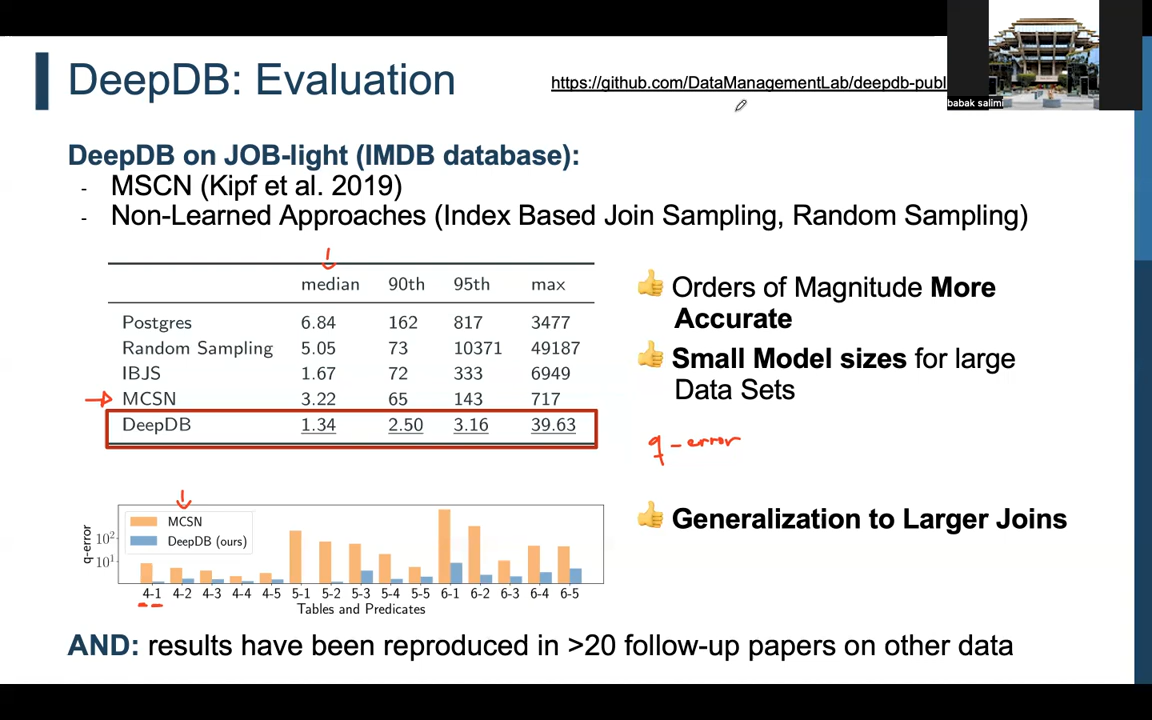 DeepDB: Evaluation
https://github.com/DataManagementLab/deepdb-publ
babak salimi
DeepDB on JOB-light (IMDB database):
- MSCN (Kipf et al. 2019)
- Non-Learned Approaches (Index Based Join Sampling, Random Sampling)
median 90th 95th max
Postgres 6.84 162 817 3477
Random Sampling 5.05 73 10371 49187
IBJS 1.67 72 333 6949
MCSN 3.22 65 143 717
DeepDB 1.34 2.50 3.16 39.63
👍 Orders of Magnitude More
Accurate
👍 Small Model sizes for large
Data Sets
q-error
👍 Generalization to Larger Joins
MCSN
DeepDB (ours)
q-error
10²
10¹
4-1 4-2 4-3 4-4 4-5 5-1 5-2 5-3 5-4 5-5 6-1 6-2 6-3 6-4 6-5
Tables and Predicates
AND: results have been reproduced in >20 follow-up papers on other data